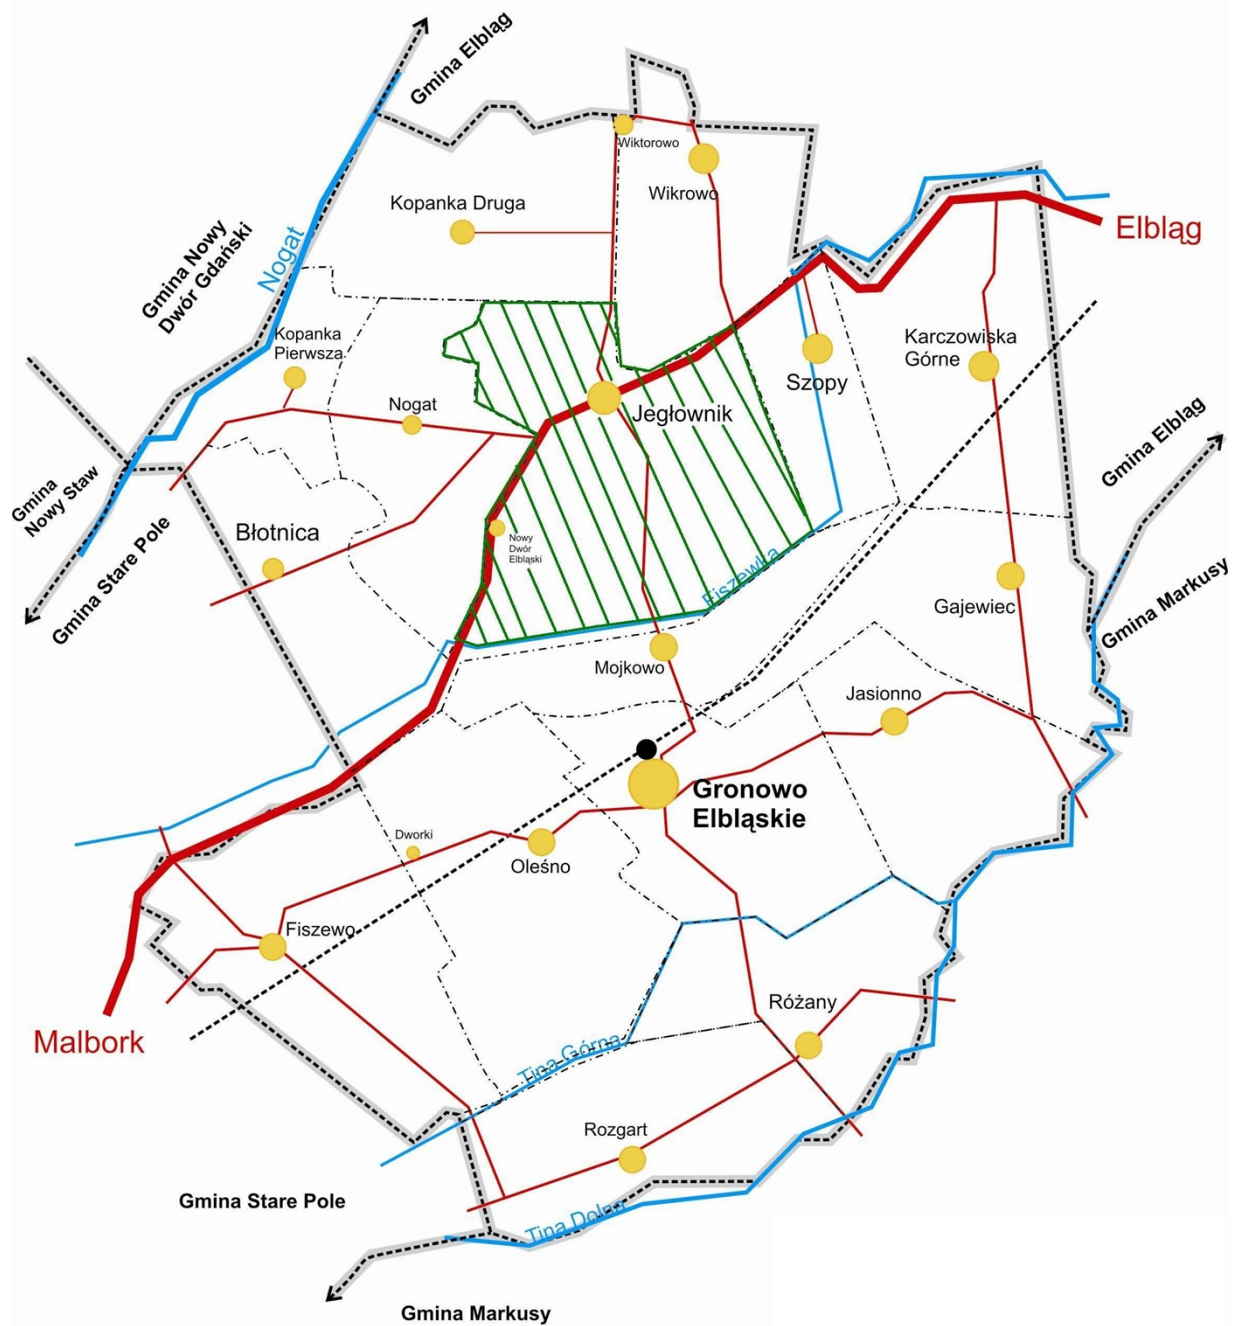 Gmina Elbląg
Wiktorowo
Wikrowo
Kopanka Druga
Elbląg
Gmina Nowy
Dwór Gdański
Nogat
Kopanka
Pierwsza
Karczowiska
Górne
Szopy
Nogat
Jegłownik
Gmina Elbląg
Gmina
Nowy Staw
Błotnica
Gmina Stare Pole
Nowy
Dwór
Elbląski
Fiszewka
Gajewiec
Gmina Markusy
Mojkowo
Jasionno
Gronowo
Elbląskie
Dworki
Oleśno
Fiszewo
Różany
Malbork
Tina Górna
Rozgart
Gmina Stare Pole
Tina Dolna
Gmina Markusy